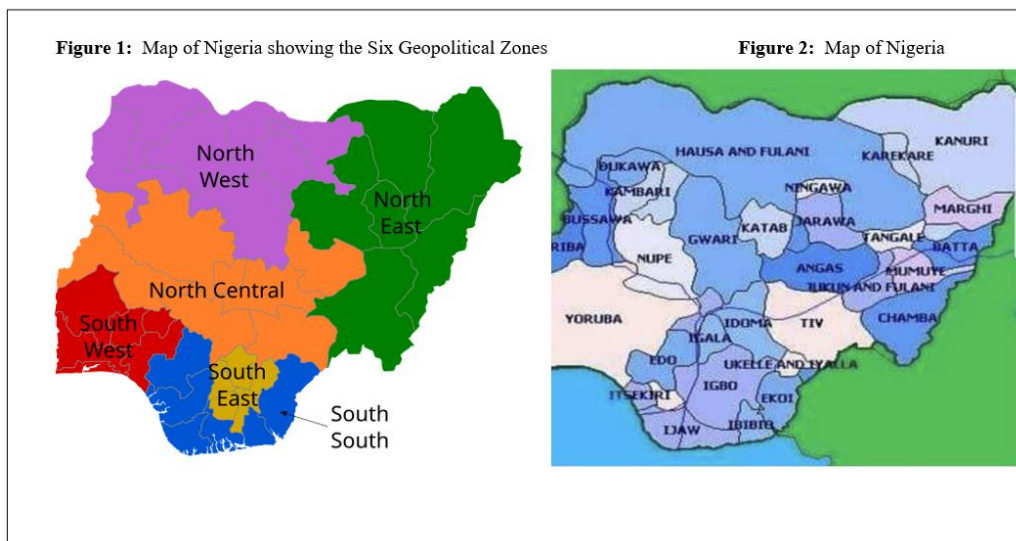 Figure 1: Map of Nigeria showing the Six Geopolitical Zones
North
West
North
East
North Central
South
West
South
East
South
South
Figure 2: Map of Nigeria
KANURI
HAUSA AND FULANI
KAREKARE
DUKAWA
KAMBARI
NINGAWA
MARGHI
BUSSAWA
JARAWA
KATAB
GWARI
TANGALE
BATTA
RIBA
NUPE
ANGAS
MUMUYE
JUKUN AND FULANI
YORUBA
IDOMA
TIV
CHAMBA
IGALA
EDO
UKELLE AND IYALLA
IGBO
ITSEKIRI
EKOI
IJAW
IBIBIO